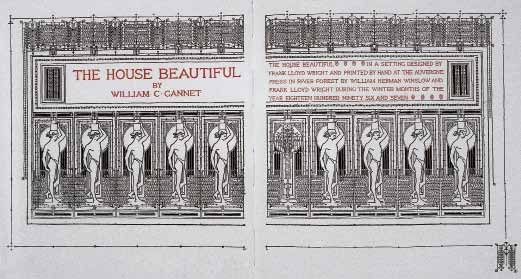 THE HOUSE BEAUTIFUL
BY
WILLIAM C·GANNET
THE HOUSE BEAUTIFUL IN A SETTING DESIGNED BY
FRANK LLOYD WRIGHT AND PRINTED BY HAND AT THE AUVERGNE
PRESS IN RIVER FOREST BY WILLIAM HERMAN WINSLOW AND
FRANK LLOYD WRIGHT DURING THE WINTER MONTHS OF THE
YEAR EIGHTEEN HUNDRED NINETY SIX AND SEVEN